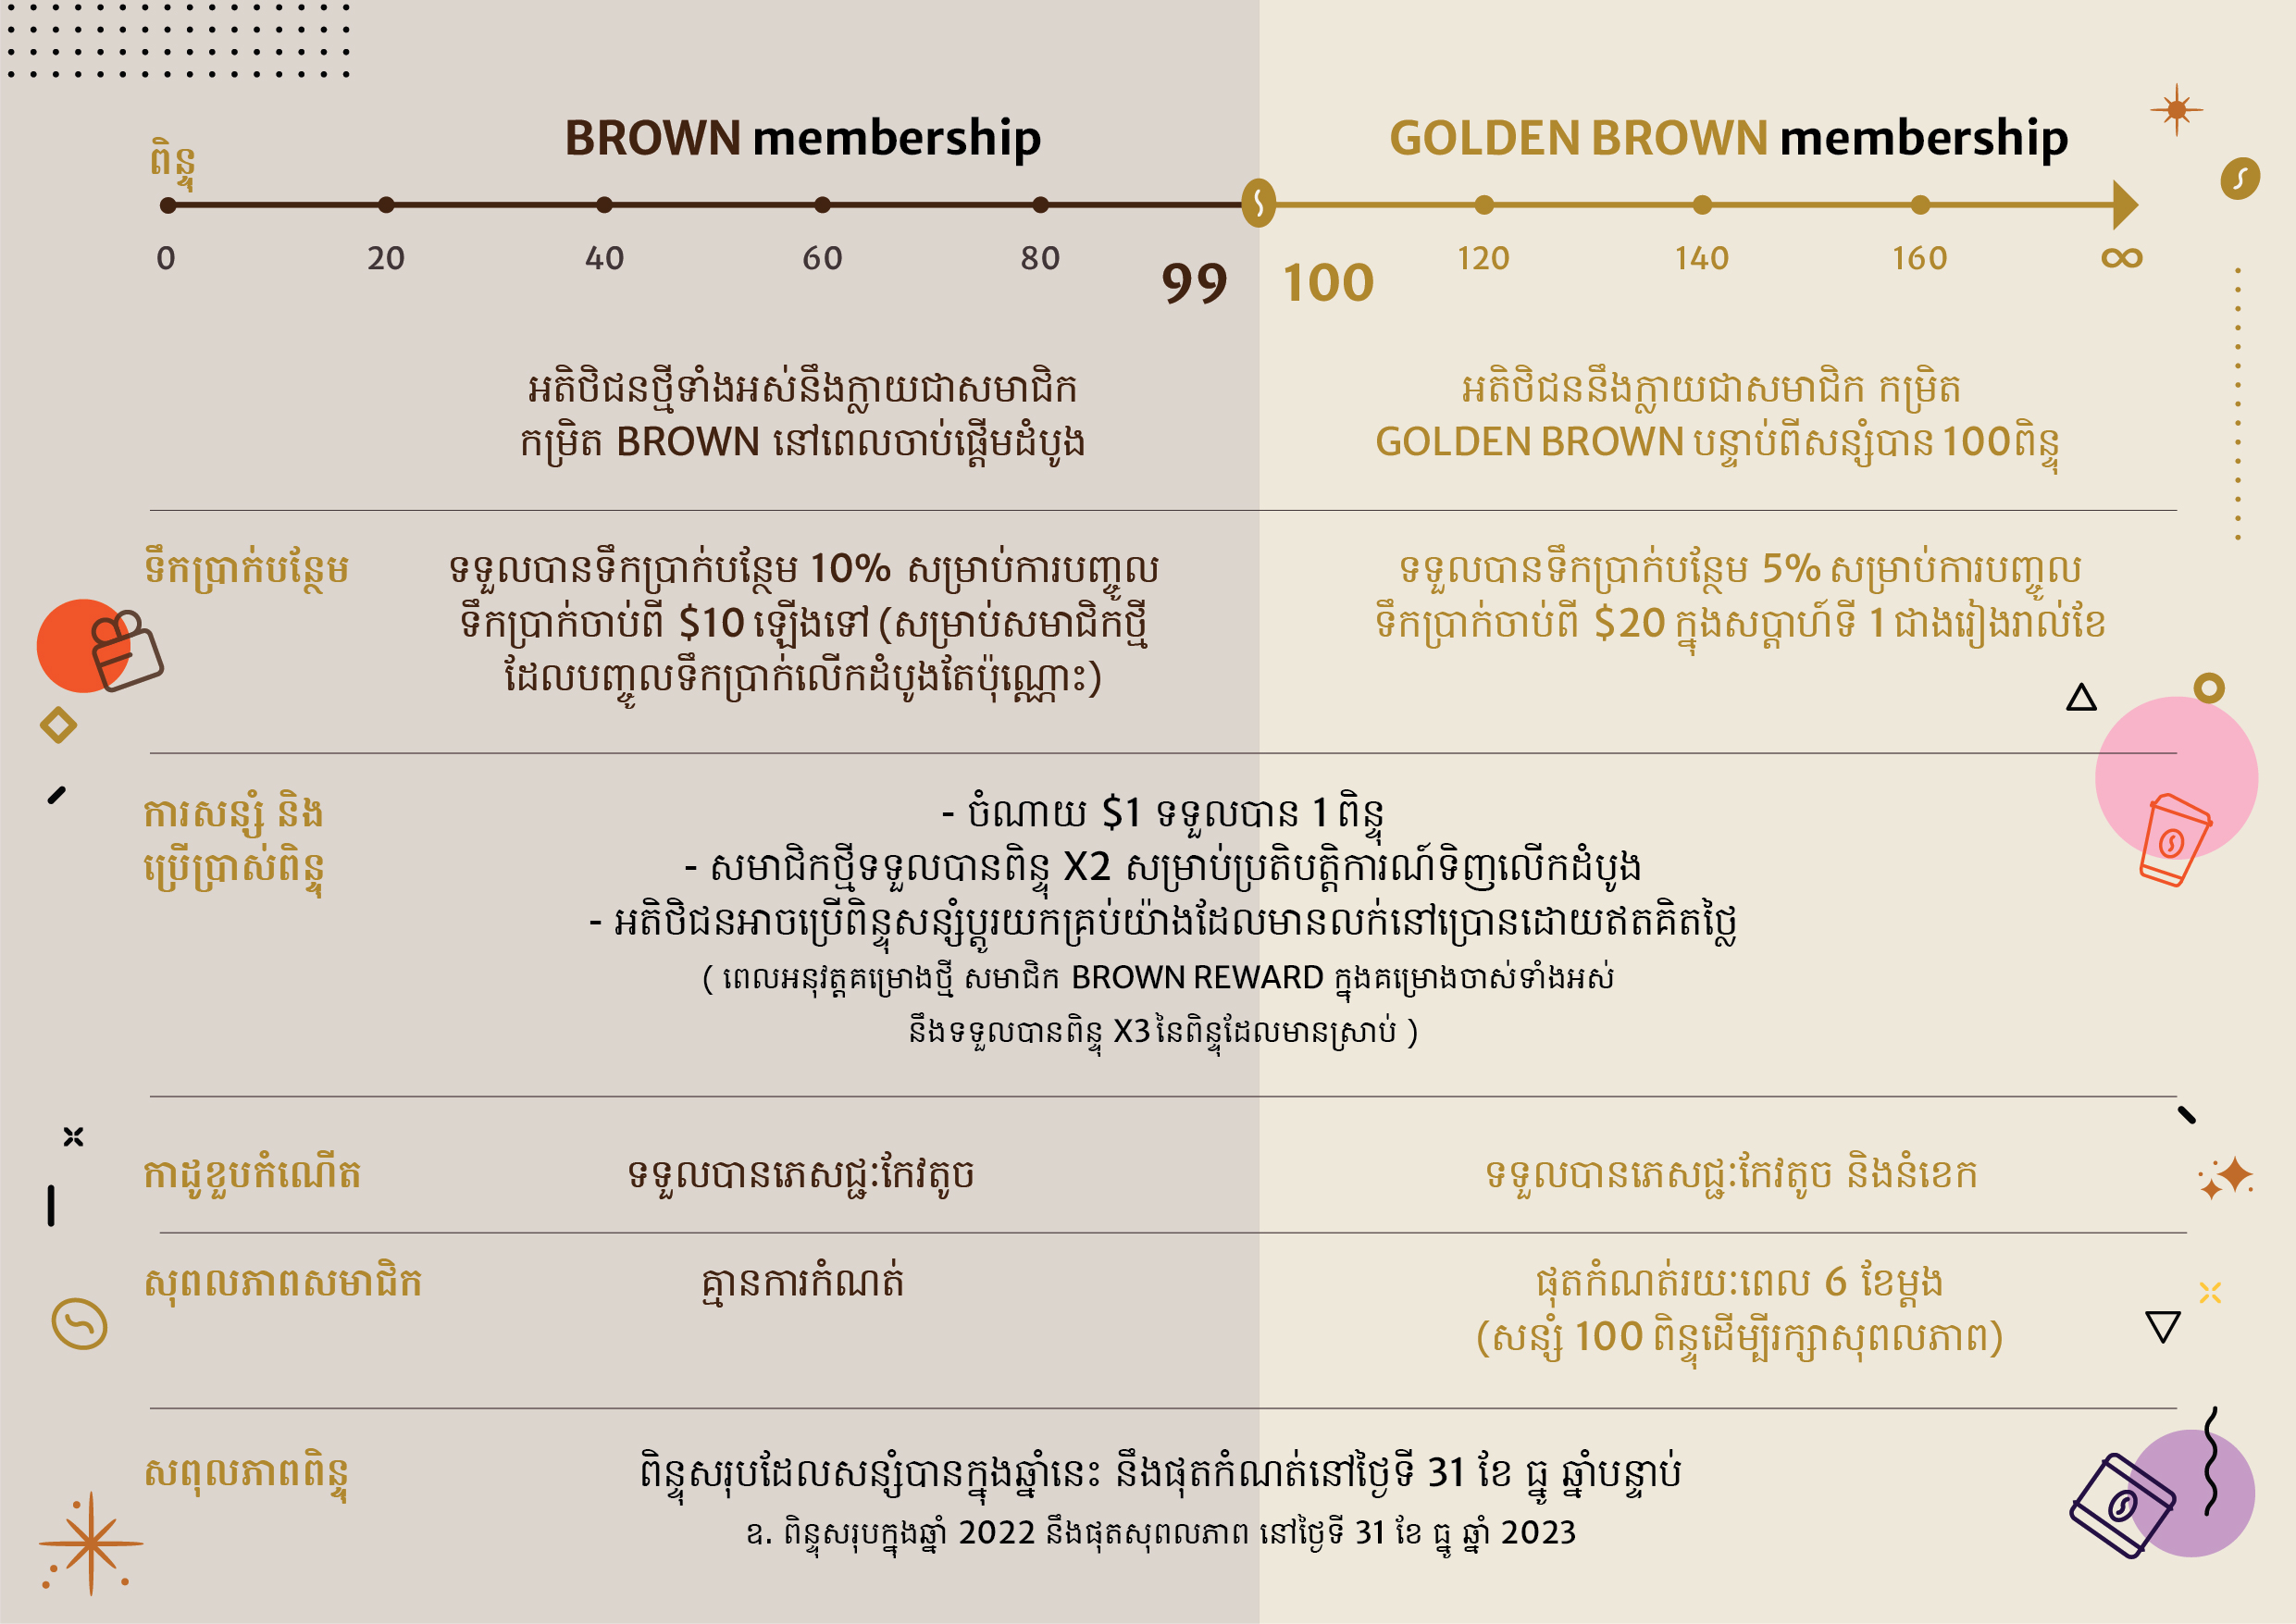 BROWN membership
GOLDEN BROWN membership
ពិន្ទុ
0 20 40 60 80 99 100 120 140 160 ∞
អតិថិជនថ្មីទាំងអស់នឹងក្លាយជាសមាជិក
កម្រិត BROWN នៅពេលចាប់ផ្ដើមដំបូង
អតិថិជននឹងក្លាយជាសមាជិក កម្រិត
GOLDEN BROWN បន្ទាប់ពីសន្សំបាន 100ពិន្ទុ
ទឹកប្រាក់បន្ថែម
ទទួលបានទឹកប្រាក់បន្ថែម 10% សម្រាប់ការបញ្ចូល
ទឹកប្រាក់ចាប់ពី $10 ឡើងទៅ (សម្រាប់សមាជិកថ្មី
ដែលបញ្ចូលទឹកប្រាក់លើកដំបូងតែប៉ុណ្ណោះ)
ទទួលបានទឹកប្រាក់បន្ថែម 5% សម្រាប់ការបញ្ចូល
ទឹកប្រាក់ចាប់ពី $20 ក្នុងសប្ដាហ៍ទី 1 ជាងរៀងរាល់ខែ
ការសន្សំ និង
ប្រើប្រាស់ពិន្ទុ
- ចំណាយ $1 ទទួលបាន 1 ពិន្ទុ
- សមាជិកថ្មីទទួលបានពិន្ទុ X2 សម្រាប់ប្រតិបត្តិការណ៍ទិញលើកដំបូង
- អតិថិជនអាចប្រើពិន្ទុសន្សំប្ដូរយកគ្រប់យ៉ាងដែលមានលក់នៅប្រោនដោយឥតគិតថ្លៃ
( ពេលអនុវត្តគម្រោងថ្មី សមាជិក BROWN REWARD ក្នុងគម្រោងចាស់ទាំងអស់
នឹងទទួលបានពិន្ទុ X3 នៃពិន្ទុដែលមានស្រាប់ )
កាដូខួបកំណើត
ទទួលបានភេសជ្ជៈកែវតូច
ទទួលបានភេសជ្ជៈកែវតូច និងនំខេក
សុពលភាពសមាជិក
គ្មានការកំណត់
ផុតកំណត់រយៈពេល 6 ខែម្ដង
(សន្សំ 100 ពិន្ទុដើម្បីរក្សាសុពលភាព)
សពុលភាពពិន្ទុ
ពិន្ទុសរុបដែលសន្សំបានក្នុងឆ្នាំនេះ នឹងផុតកំណត់នៅថ្ងៃទី 31 ខែ ធ្នូ ឆ្នាំបន្ទាប់
ឧ. ពិន្ទុសរុបក្នុងឆ្នាំ 2022 នឹងផុតសុពលភាព នៅថ្ងៃទី 31 ខែ ធ្នូ ឆ្នាំ 2023